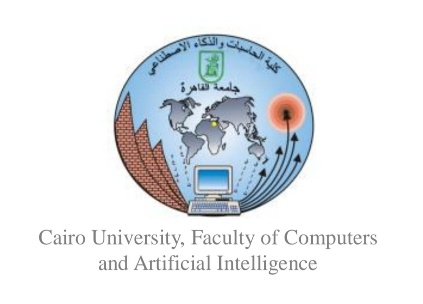 كلية الحاسبات والذكاء الاصطناعي
جامعة القاهرة
Cairo University, Faculty of Computers
and Artificial Intelligence